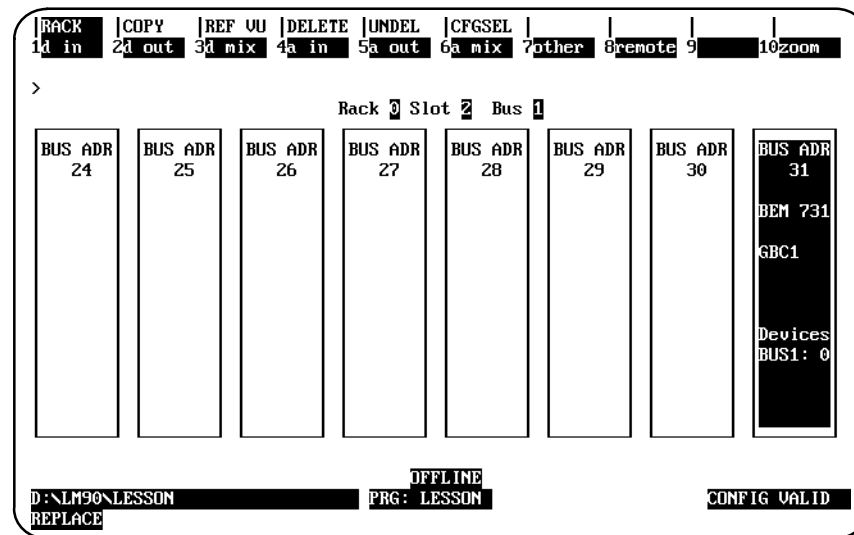 |RACK |COPY |REF VU |DELETE |UNDEL |CFGSEL | | | |
1d in 2d out 3d mix 4a in 5a out 6a mix 7other 8remote 9 10zoom
>
Rack 0 Slot 2 Bus 1
BUS ADR BUS ADR BUS ADR BUS ADR BUS ADR BUS ADR BUS ADR BUS ADR
24 25 26 27 28 29 30 31
BEM 731
GBC1
Devices
BUS1: 0
OFFLINE
D:\LM90\LESSON PRG: LESSON CONFIG VALID
REPLACE